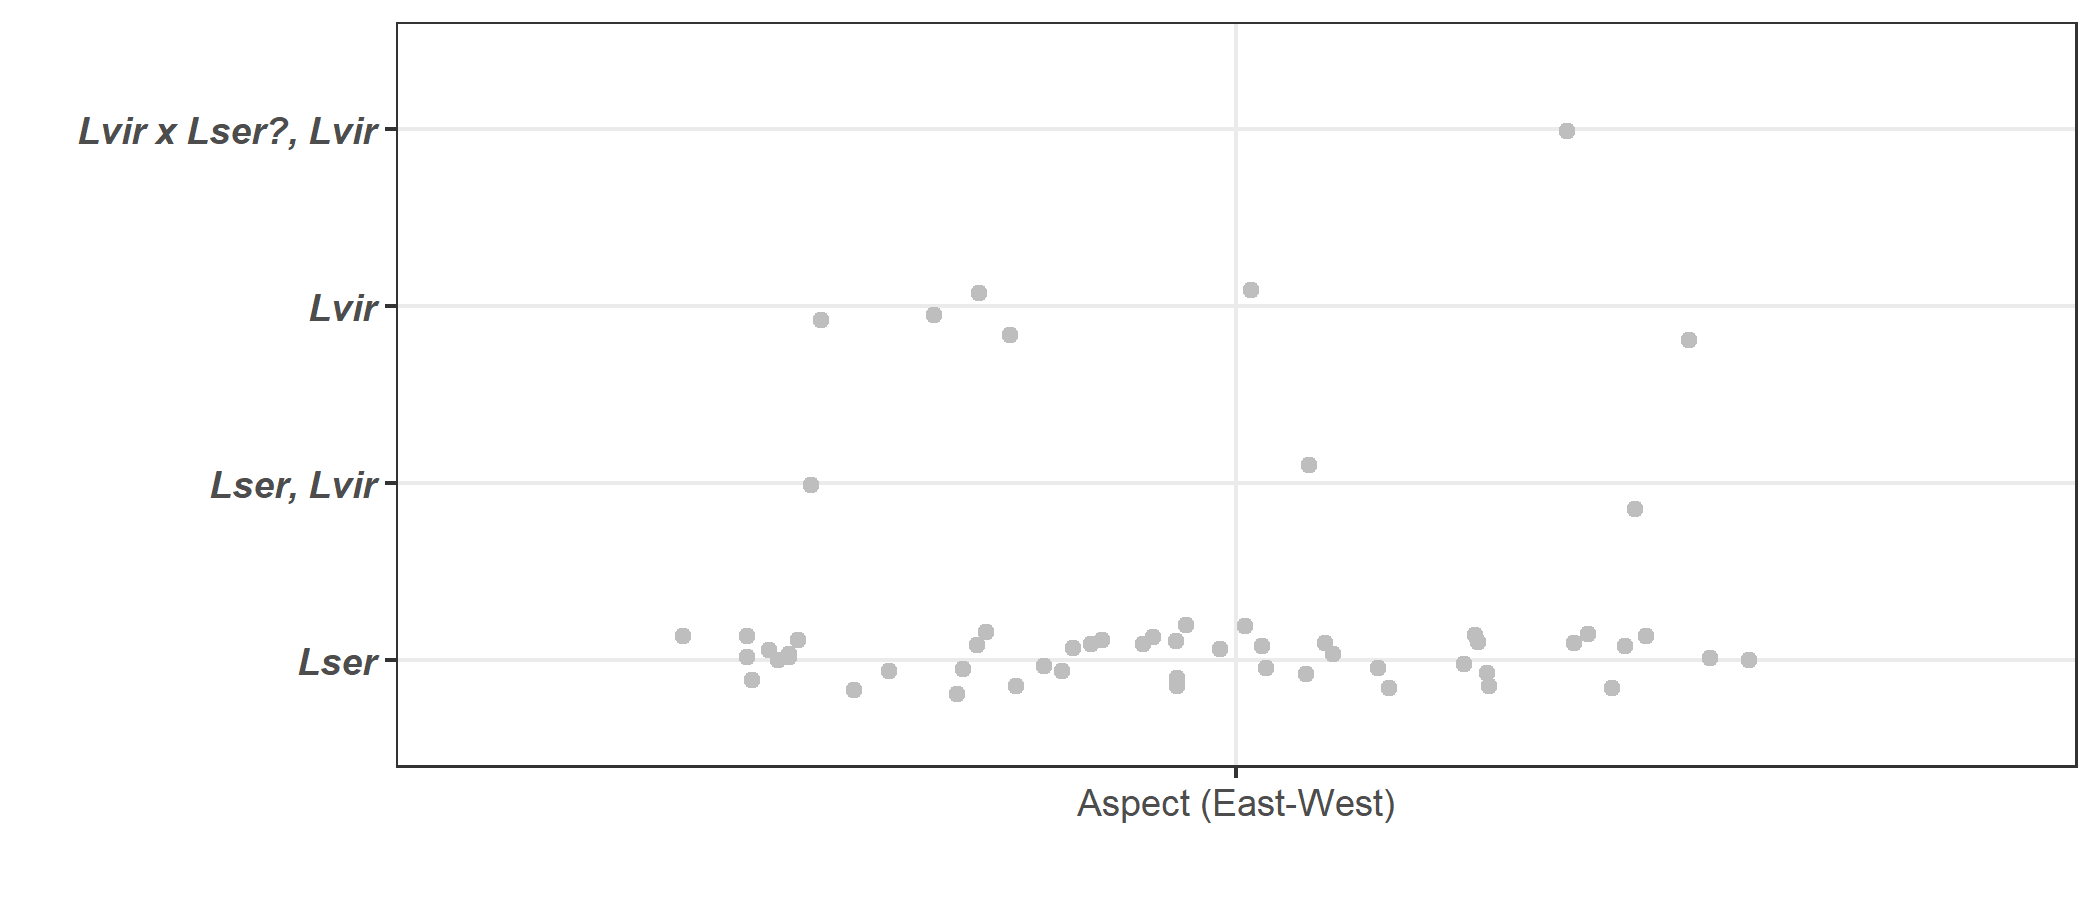 Lvir x Lser?, Lvir
Lvir
Lser, Lvir
Lser
Aspect (East-West)